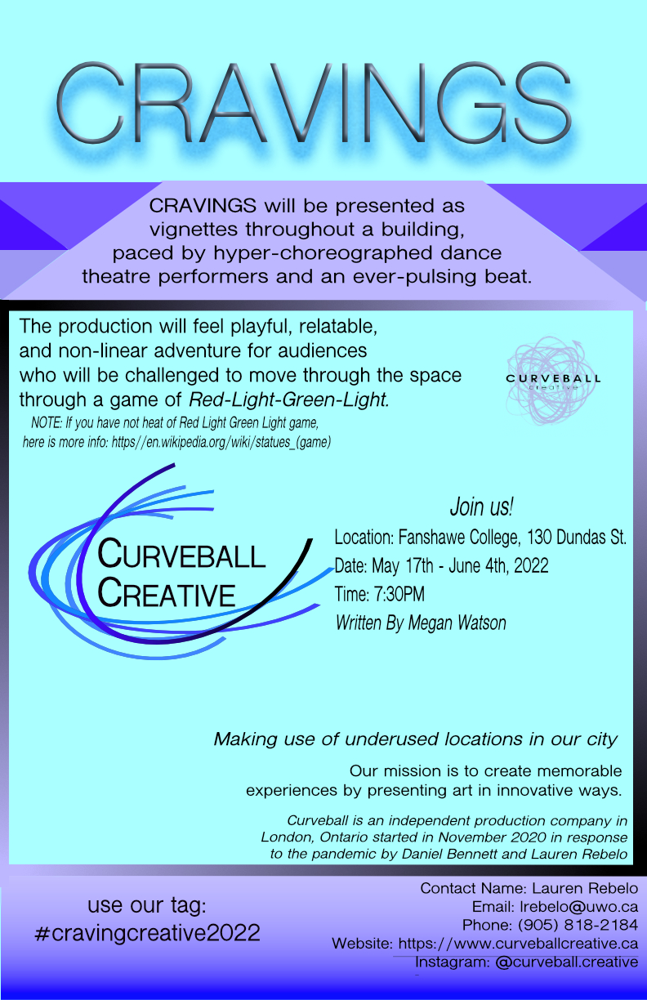 CRAVINGS
CRAVINGS will be presented as
vignettes throughout a building,
paced by hyper-choreographed dance
theatre performers and an ever-pulsing beat.
The production will feel playful, relatable,
and non-linear adventure for audiences
who will be challenged to move through the space
through a game of Red-Light-Green-Light.
NOTE: If you have not heat of Red Light Green Light game,
here is more info: https//en.wikipedia.org/wiki/statues_(game)
CURVEBALL
creative
CURVEBALL
CREATIVE
Join us!
Location: Fanshawe College, 130 Dundas St.
Date: May 17th - June 4th, 2022
Time: 7:30PM
Written By Megan Watson
Making use of underused locations in our city
Our mission is to create memorable
experiences by presenting art in innovative ways.
Curveball is an independent production company in
London, Ontario started in November 2020 in response
to the pandemic by Daniel Bennett and Lauren Rebelo
use our tag:
#cravingcreative2022
Contact Name: Lauren Rebelo
Email: lrebelo@uwo.ca
Phone: (905) 818-2184
Website: https://www.curveballcreative.ca
Instagram: @curveball.creative